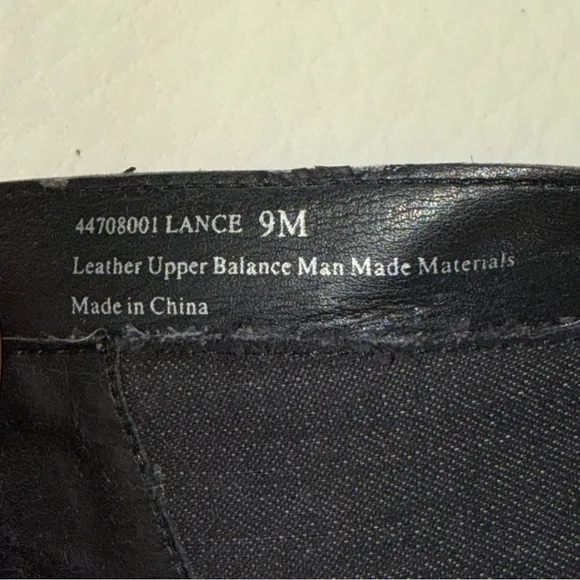 44708001 LANCE 9M
Leather Upper Balance Man Made Materials
Made in China